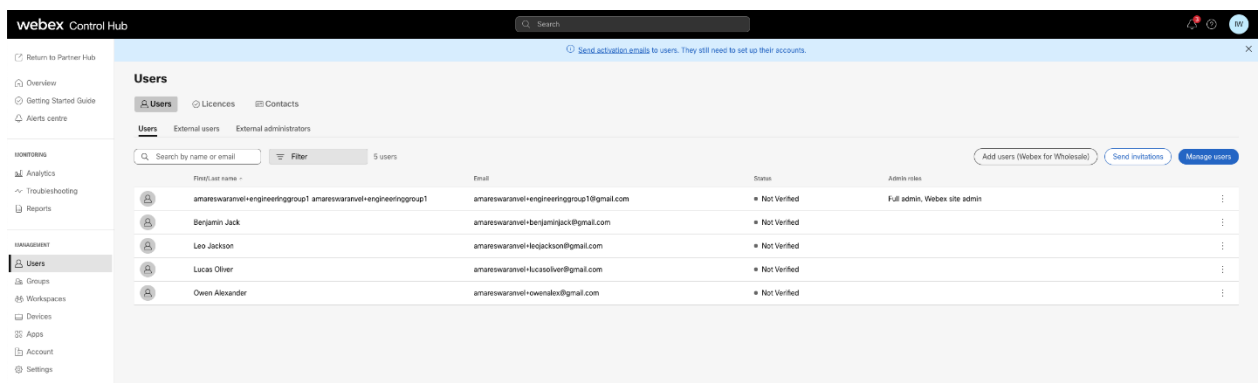 webex Control Hub
Search
3
IW
Return to Partner Hub
Send activation emails to users. They still need to set up their accounts.
Overview
Getting Started Guide
Alerts centre
MONITORING
Analytics
Troubleshooting
Reports
MANAGEMENT
Users
Groups
Workspaces
Devices
Apps
Account
Settings
Users
Users Licences Contacts
Users External users External administrators
Search by name or email Filter 5 users Add users (Webex for Wholesale) Send invitations Manage users
First/Last name Email Status Admin roles
amareswaranvel+engineeringgroup1 amareswaranvel+engineeringgroup1 amareswaranvel+engineeringgroup1@gmail.com Not Verified Full admin, Webex site admin
Benjamin Jack amareswaranvel+benjaminjack@gmail.com Not Verified
Leo Jackson amareswaranvel+leojackson@gmail.com Not Verified
Lucas Oliver amareswaranvel+lucasoliver@gmail.com Not Verified
Owen Alexander amareswaranvel+owenalex@gmail.com Not Verified